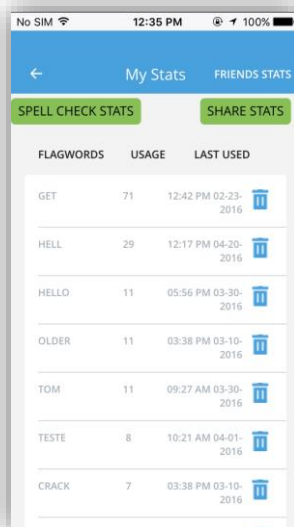 No SIM 12:35 PM 100%
My Stats FRIENDS STATS
SPELL CHECK STATS SHARE STATS
FLAGWORDS USAGE LAST USED
GET 71 12:42 PM 02-23-
2016
HELL 29 12:17 PM 04-20-
2016
HELLO 11 05:56 PM 03-30-
2016
OLDER 11 03:38 PM 03-10-
2016
TOM 11 09:27 AM 03-30-
2016
TESTE 8 10:21 AM 04-01-
2016
CRACK 7 03:38 PM 03-10-
2016